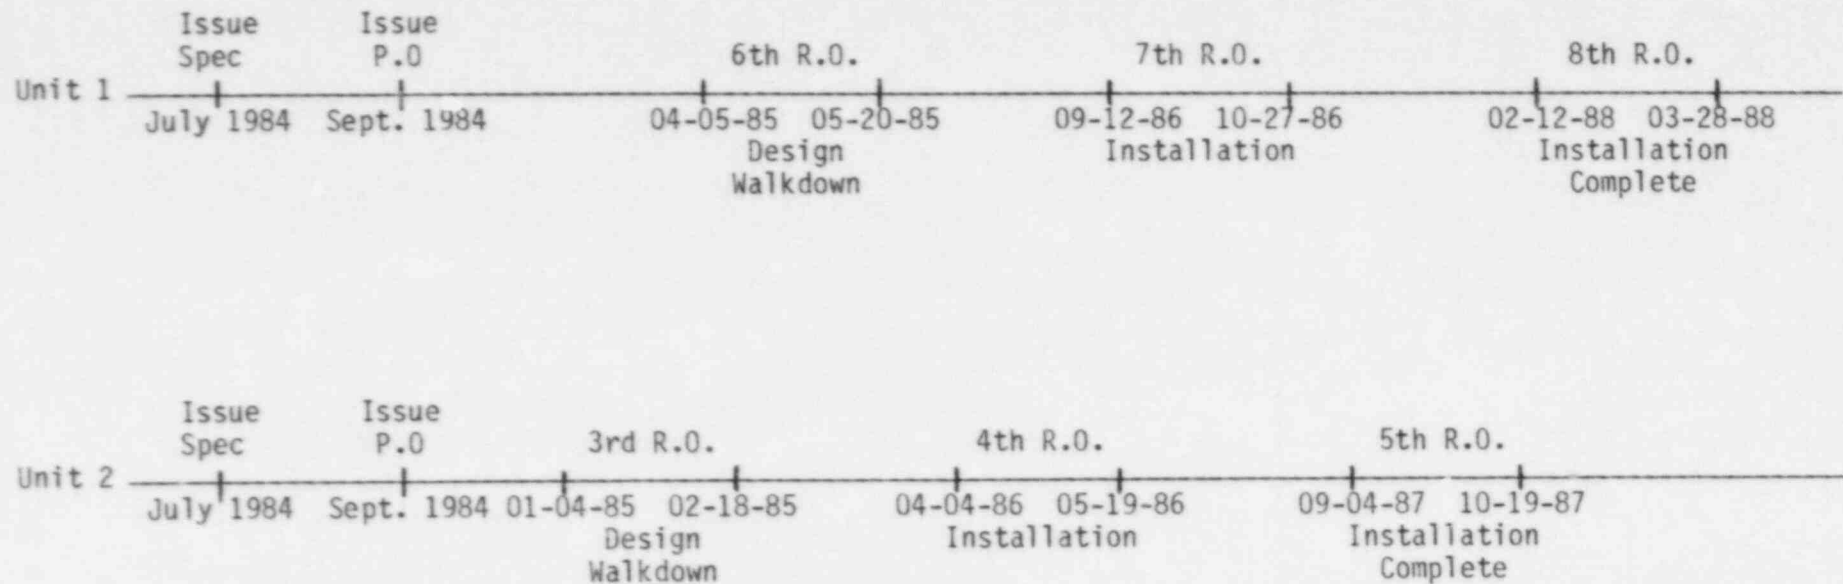 Issue Issue
Spec P.O 6th R.O. 7th R.O. 8th R.O.
Unit 1
July 1984 Sept. 1984 04-05-85 05-20-85 09-12-86 10-27-86 02-12-88 03-28-88
Design Installation Installation
Walkdown Complete
Issue Issue
Spec P.O 3rd R.O. 4th R.O. 5th R.O.
Unit 2
July 1984 Sept. 1984 01-04-85 02-18-85 04-04-86 05-19-86 09-04-87 10-19-87
Design Installation Installation
Walkdown Complete